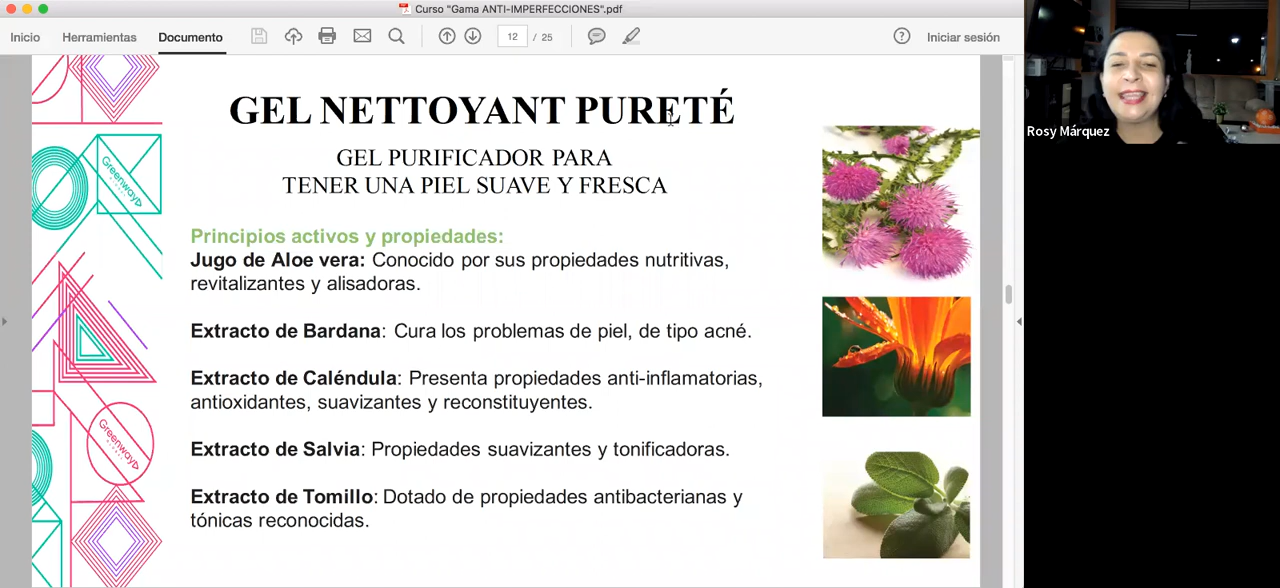 Curso "Gama ANTI-IMPERFECCIONES".pdf
Inicio Herramientas Documento 12 / 25 ? Iniciar sesión
GEL NETTOYANT PURETÉ
GEL PURIFICADOR PARA
TENER UNA PIEL SUAVE Y FRESCA
Greenway
Principios activos y propiedades:
Jugo de Aloe vera: Conocido por sus propiedades nutritivas,
revitalizantes y alisadoras.
Extracto de Bardana: Cura los problemas de piel, de tipo acné.
Extracto de Caléndula: Presenta propiedades anti-inflamatorias,
antioxidantes, suavizantes y reconstituyentes.
Greenway
Extracto de Salvia: Propiedades suavizantes y tonificadoras.
Extracto de Tomillo: Dotado de propiedades antibacterianas y
tónicas reconocidas.
Rosy Márquez